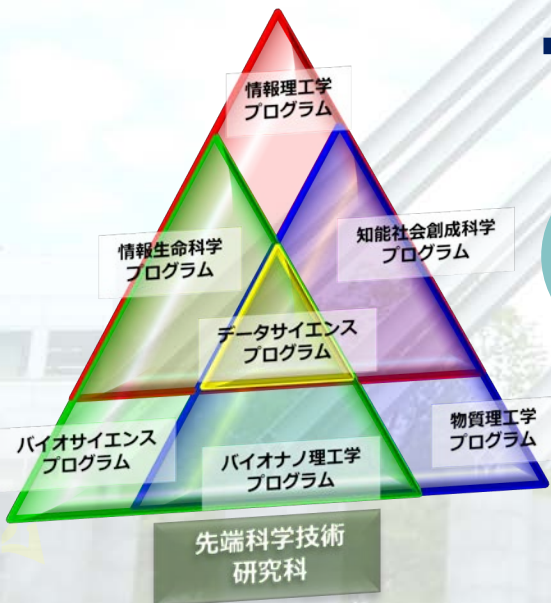 情報理工学
プログラム
情報生命科学
プログラム
知能社会創成科学
プログラム
データサイエンス
プログラム
バイオサイエンス
プログラム
バイオナノ理工学
プログラム
物質理工学
プログラム
先端科学技術
研究科